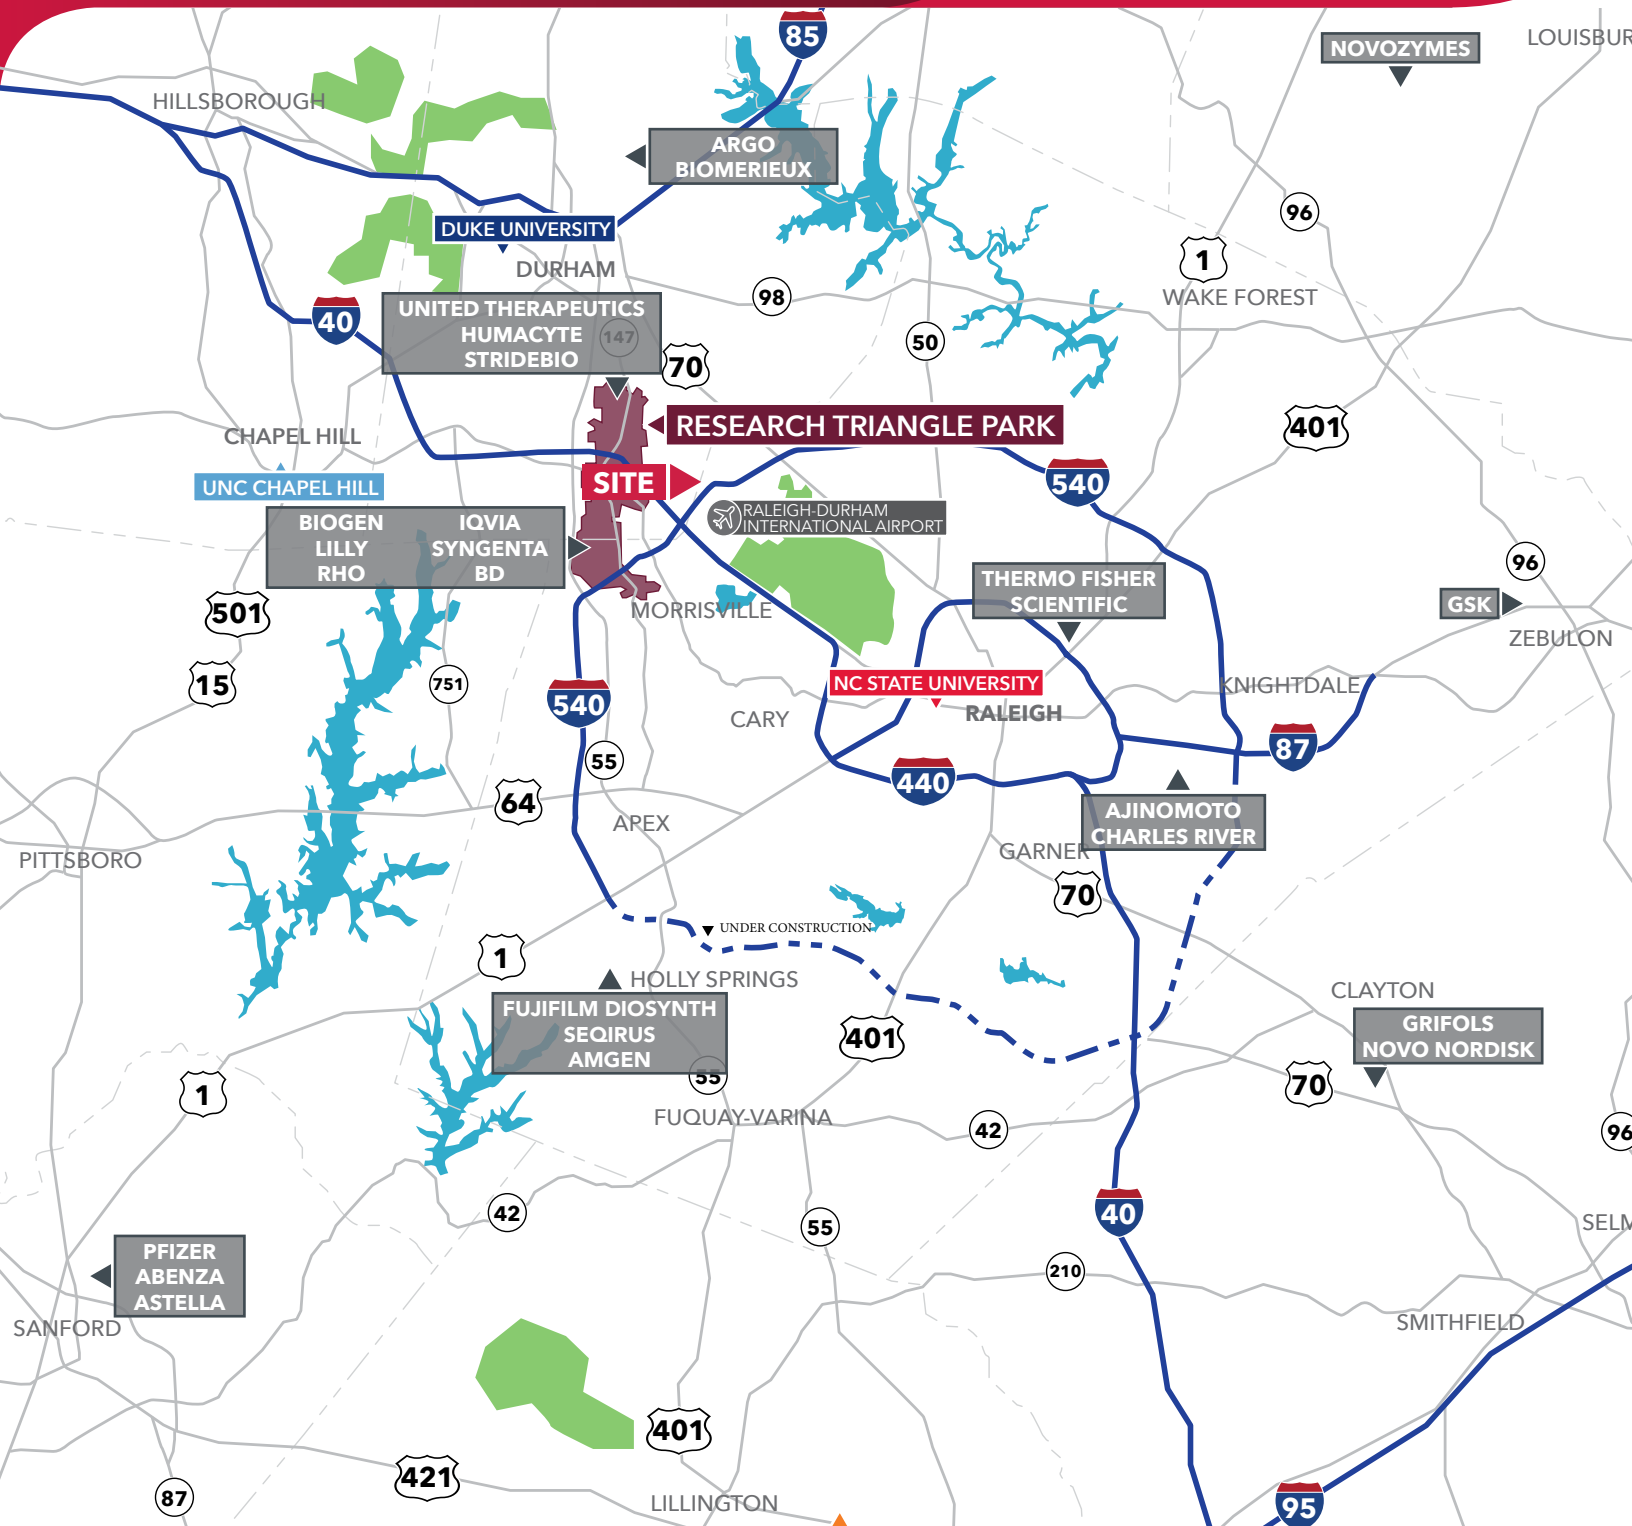 85
NOVOZYMES
LOUISBUR
HILLSBOROUGH
ARGO
BIOMERIEUX
96
DUKE UNIVERSITY
DURHAM
1
WAKE FOREST
98
UNITED THERAPEUTICS
HUMACYTE
STRIDEBIO
147
40
50
70
RESEARCH TRIANGLE PARK
401
CHAPEL HILL
UNC CHAPEL HILL
SITE
540
RALEIGH-DURHAM
INTERNATIONAL AIRPORT
BIOGEN
LILLY
RHO
IQVIA
SYNGENTA
BD
96
THERMO FISHER
SCIENTIFIC
GSK
501
MORRISVILLE
ZEBULON
15
751
NC STATE UNIVERSITY
KNIGHTDALE
540
CARY
RALEIGH
87
55
440
64
APEX
AJINOMOTO
CHARLES RIVER
PITTSBORO
GARNER
70
UNDER CONSTRUCTION
1
HOLLY SPRINGS
CLAYTON
FUJIFILM DIOSYNTH
SEQIRUS
AMGEN
401
GRIFOLS
NOVO NORDISK
55
70
1
FUQUAY-VARINA
42
96
42
40
55
SELM
PFIZER
ABENZA
ASTELLA
210
SANFORD
SMITHFIELD
401
421
87
LILLINGTON
95